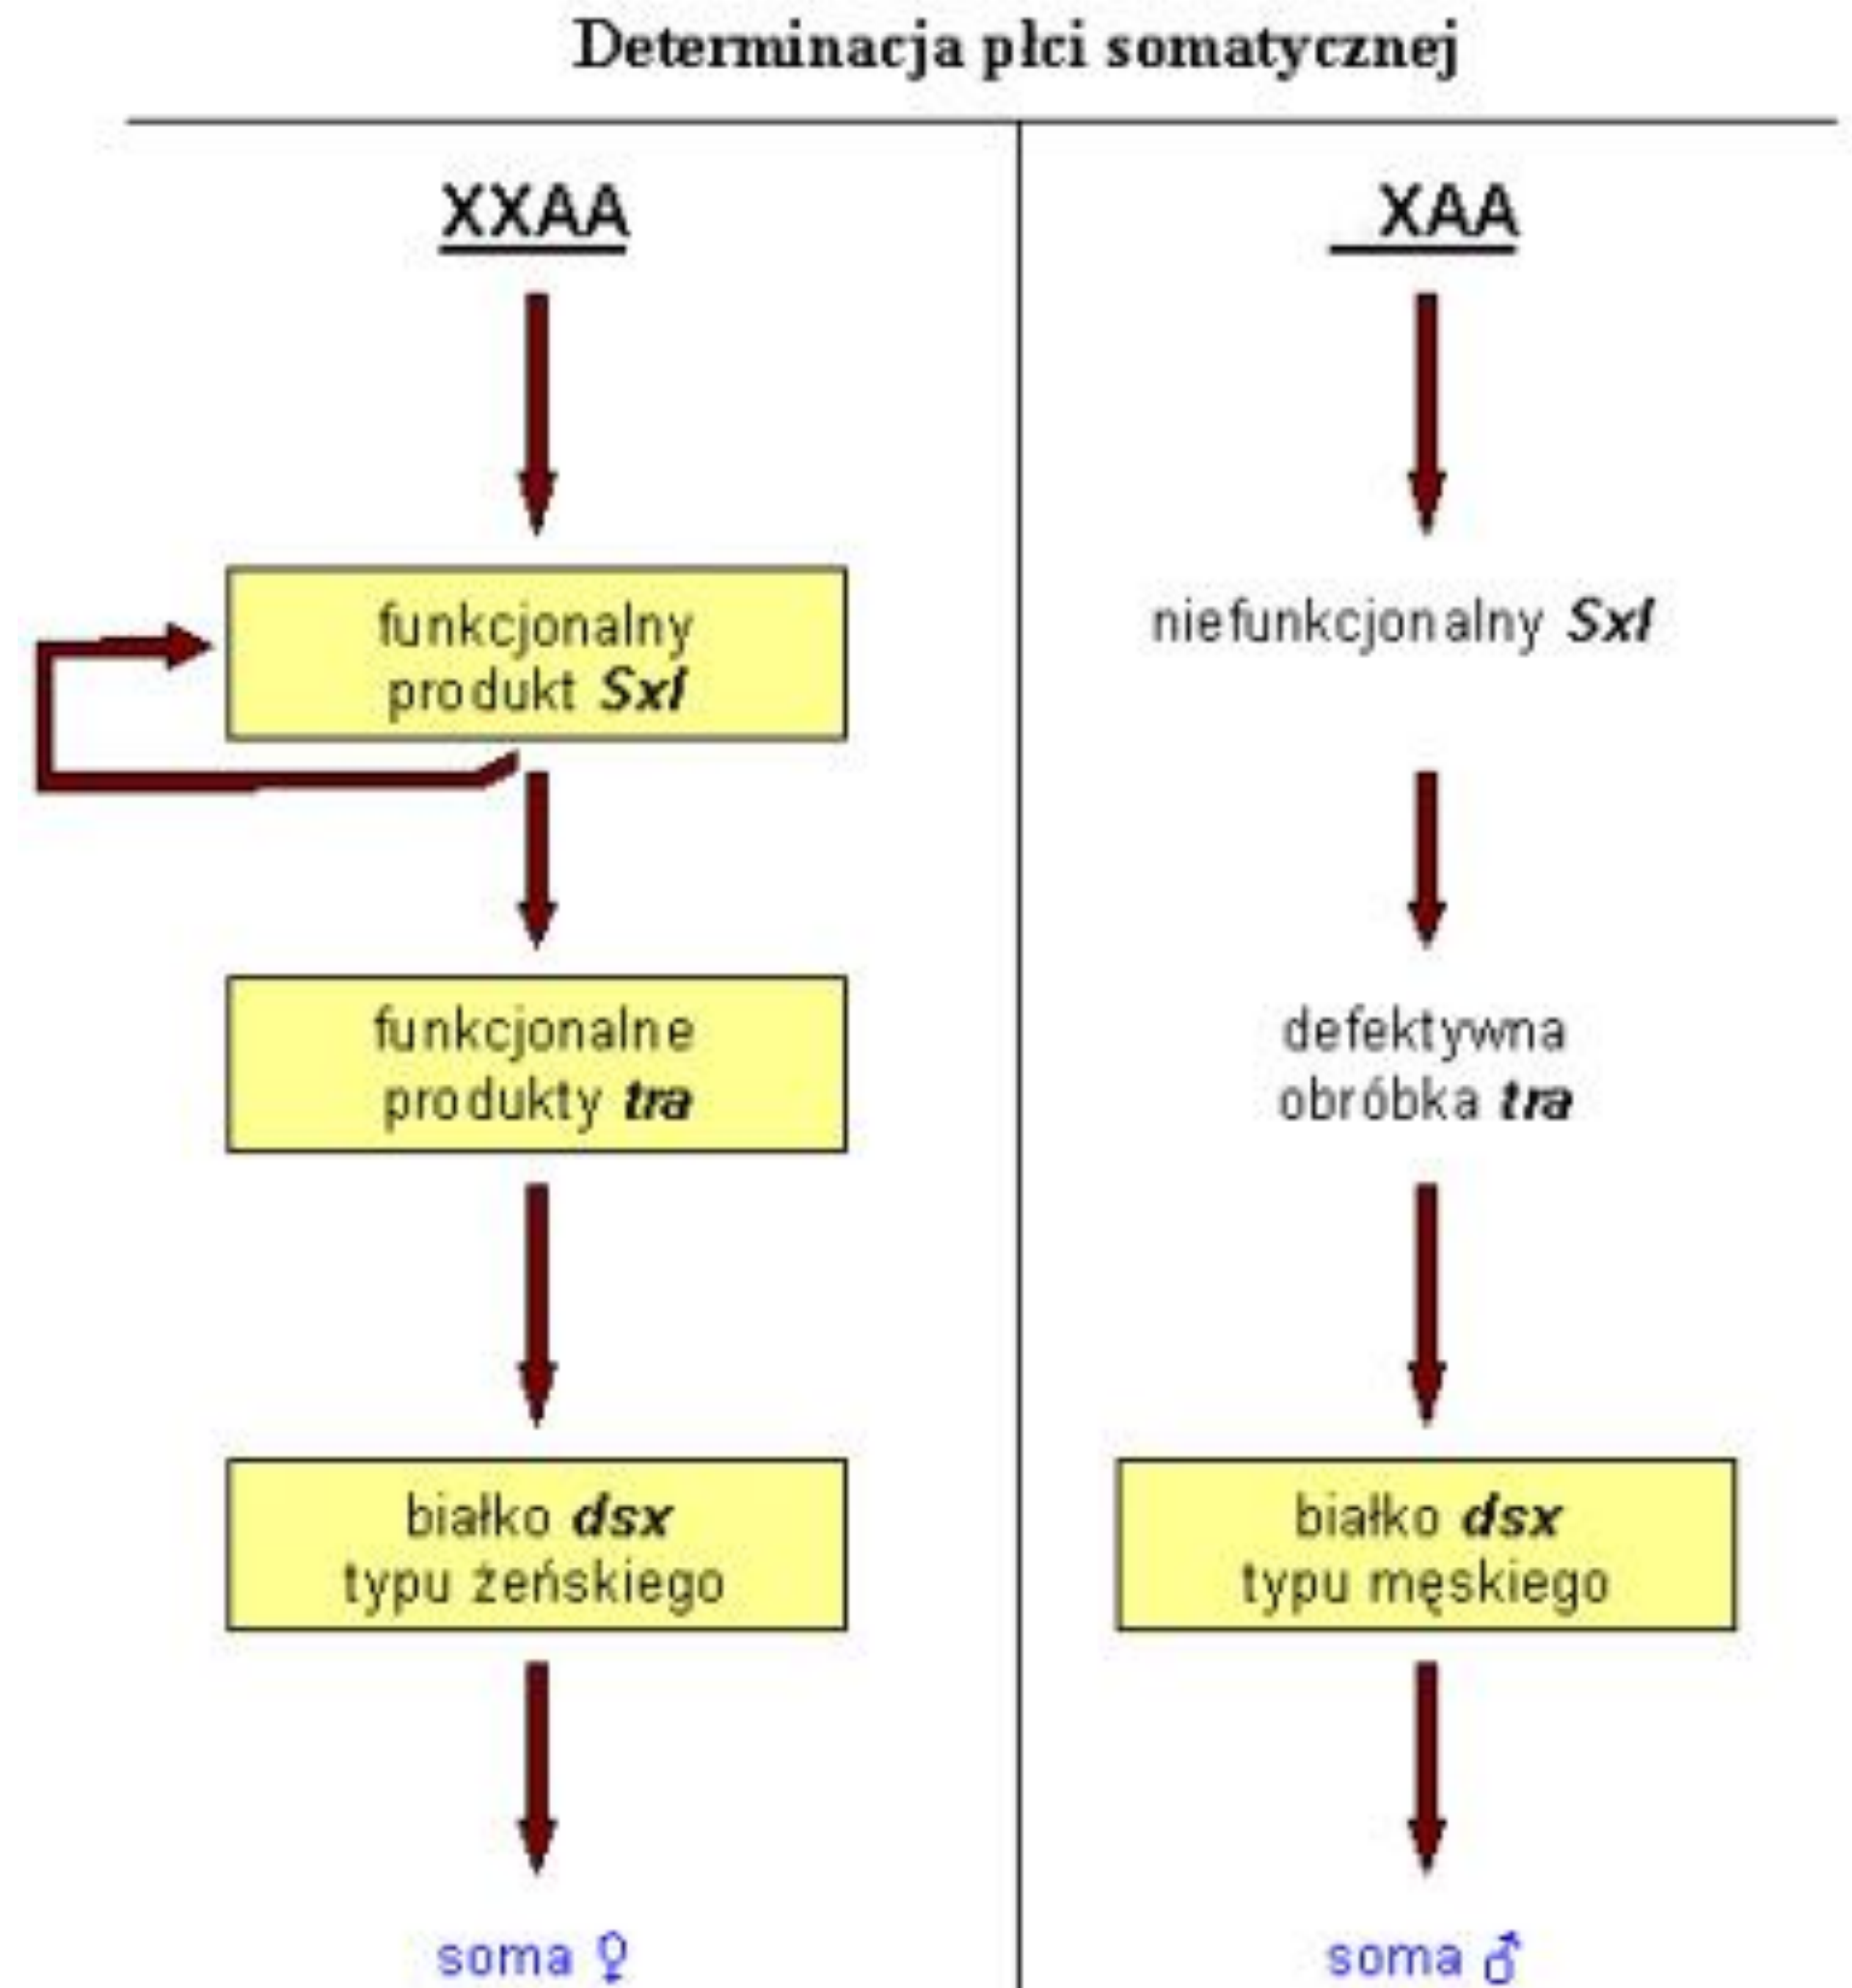 Determinacja płci somatycznej
XXAA
funkcjonalny
produkt Sxl
funkcjonalne
produkty tra
białko dsx
typu żeńskiego
soma ♀
XAA
niefunkcjonalny Sxl
defektywna
obróbka tra
białko dsx
typu męskiego
soma ♂